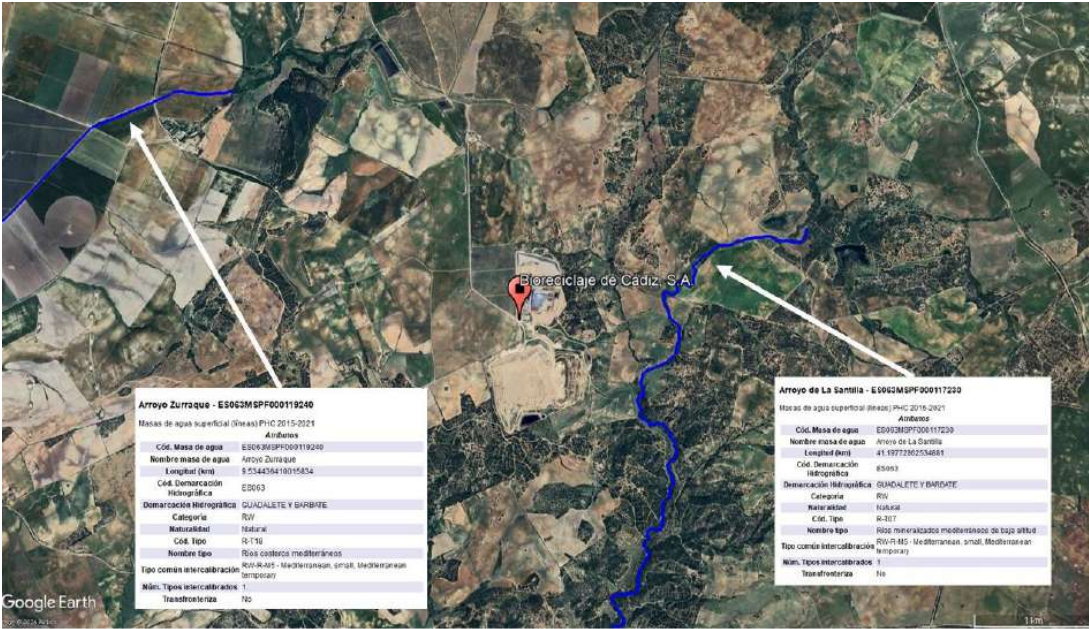 Bioreciclaje de Cádiz, S.A.
Arroyo Zurraque - ES063MSPF000119240
Masas de agua superficial (líneas) PHC 2015-2021
Atributos
Cód. Masa de agua ES063MSPF000119240
Nombre masa de agua Arroyo Zurraque
Longitud (km) 9.534436410015834
Cód. Demarcación
Hidrográfica ES063
Demarcación Hidrográfica GUADALETE Y BARBATE
Categoría RW
Naturalidad Natural
Cód. Tipo R-T18
Nombre tipo Ríos costeros mediterráneos
Tipo común intercalibración RW-R-M5 - Mediterranean, small, Mediterranean
temporary
Núm. Tipos intercalibrados 1
Transfronteriza No
Arroyo de La Santilla - ES063MSPF000117230
Masas de agua superficial (líneas) PHC 2015-2021
Atributos
Cód. Masa de agua ES063MSPF000117230
Nombre masa de agua Arroyo de La Santilla
Longitud (km)
Cód. Demarcación
Hidrográfica ES063
Demarcación Hidrográfica GUADALETE Y BARBATE
Categoría RW
Naturalidad Natural
Cód. Tipo R-T07
Nombre tipo Ríos mineralizados mediterráneos de baja altitud
Tipo común intercalibración RW-R-M5 - Mediterranean, small, Mediterranean
temporary
Núm. Tipos intercalibrados 1
Transfronteriza No
Google Earth
1 km